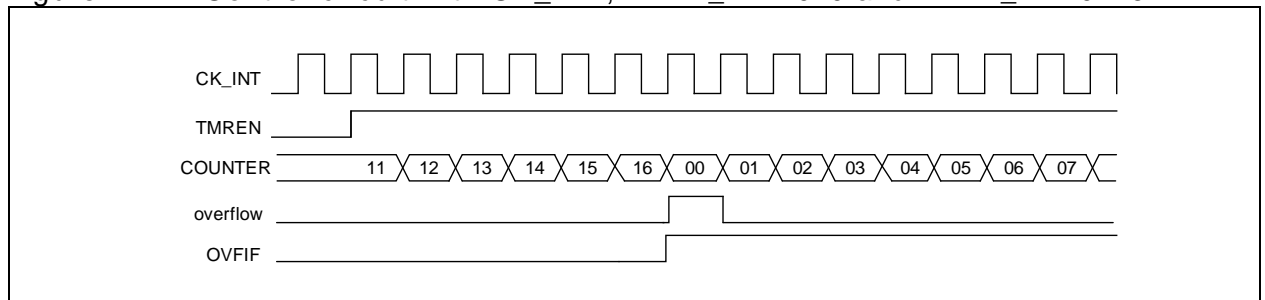 CK_INT
TMREN
COUNTER 11 12 13 14 15 16 00 01 02 03 04 05 06 07
overflow
OVFIF